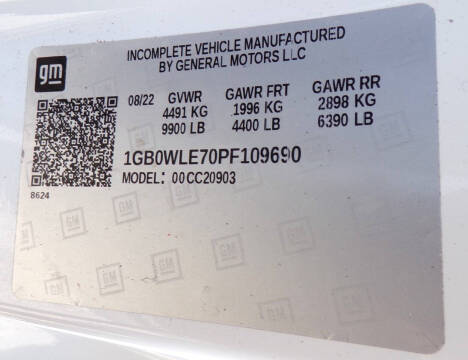 gm
INCOMPLETE VEHICLE MANUFACTURED
BY GENERAL MOTORS LLC
08/22 GVWR GAWR FRT GAWR RR
4491 KG 1996 KG 2898 KG
9900 LB 4400 LB 6390 LB
1GB0WLE70PF109690
MODEL: 00CC20903
8624